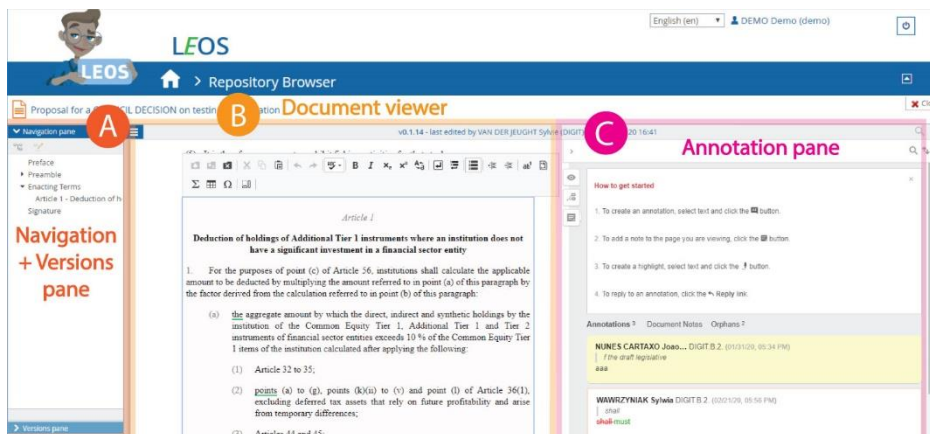 English (en)
DEMO Demo (demo)
LEOS
LEOS
> Repository Browser
Proposal for a CIL DECISION on testin ation
Document viewer
A
B
C
Navigation pane
v0.1.14 - last edited by VAN DER JEUGHT Sylvie (DIGIT) 20 16:41
Annotation pane
Preface
Preamble
Enacting Terms
Article 1 - Deduction of h
Signature
Navigation
+ Versions
pane
Versions pane
Article 1
Deduction of holdings of Additional Tier 1 instruments where an institution does not
have a significant investment in a financial sector entity
1. For the purposes of point (c) of Article 56, institutions shall calculate the applicable
amount to be deducted by multiplying the amount referred to in point (a) of this paragraph by
the factor derived from the calculation referred to in point (b) of this paragraph:
(a) the aggregate amount by which the direct, indirect and synthetic holdings by the
institution of the Common Equity Tier 1, Additional Tier 1 and Tier 2
instruments of financial sector entities exceeds 10 % of the Common Equity Tier
1 items of the institution calculated after applying the following:
(1) Article 32 to 35;
(2) points (a) to (g), points (k)(ii) to (v) and point (l) of Article 36(1),
excluding deferred tax assets that rely on future profitability and arise
from temporary differences;
(3) Articles 44 and 45;
How to get started
1. To create an annotation, select text and click the button.
2. To add a note to the page you are viewing, click the button.
3. To create a highlight, select text and click the button.
4. To reply to an annotation, click the Reply link.
Annotations 3 Document Notes Orphans 2
NUNES CARTAXO Joao... DIGIT.B.2. (01/31/20, 05:34 PM)
f the draft legislative
aaa
WAWRZYNIAK Sylwia DIGIT.B.2. (02/21/20, 05:56 PM)
shall
shall must